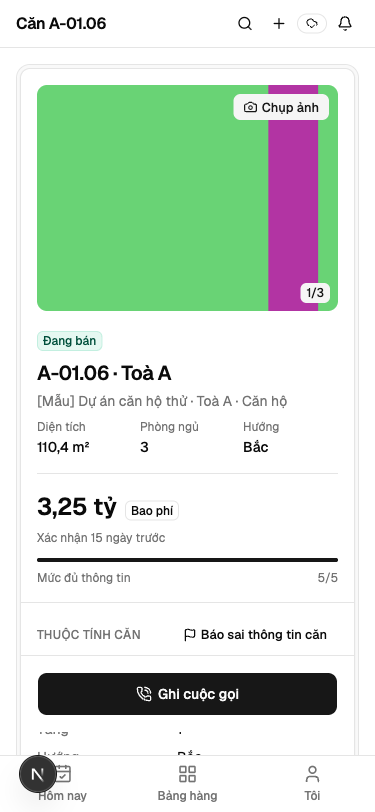 Căn A-01.06
Chụp ảnh
1/3
Đang bán
A-01.06 · Toà A
[Mẫu] Dự án căn hộ thử · Toà A · Căn hộ
Diện tích Phòng ngủ Hướng
110,4 m² 3 Bắc
3,25 tỷ Bao phí
Xác nhận 15 ngày trước
Mức đủ thông tin 5/5
THUỘC TÍNH CĂN Báo sai thông tin căn
Ghi cuộc gọi
N
Hôm nay Bảng hàng Tôi